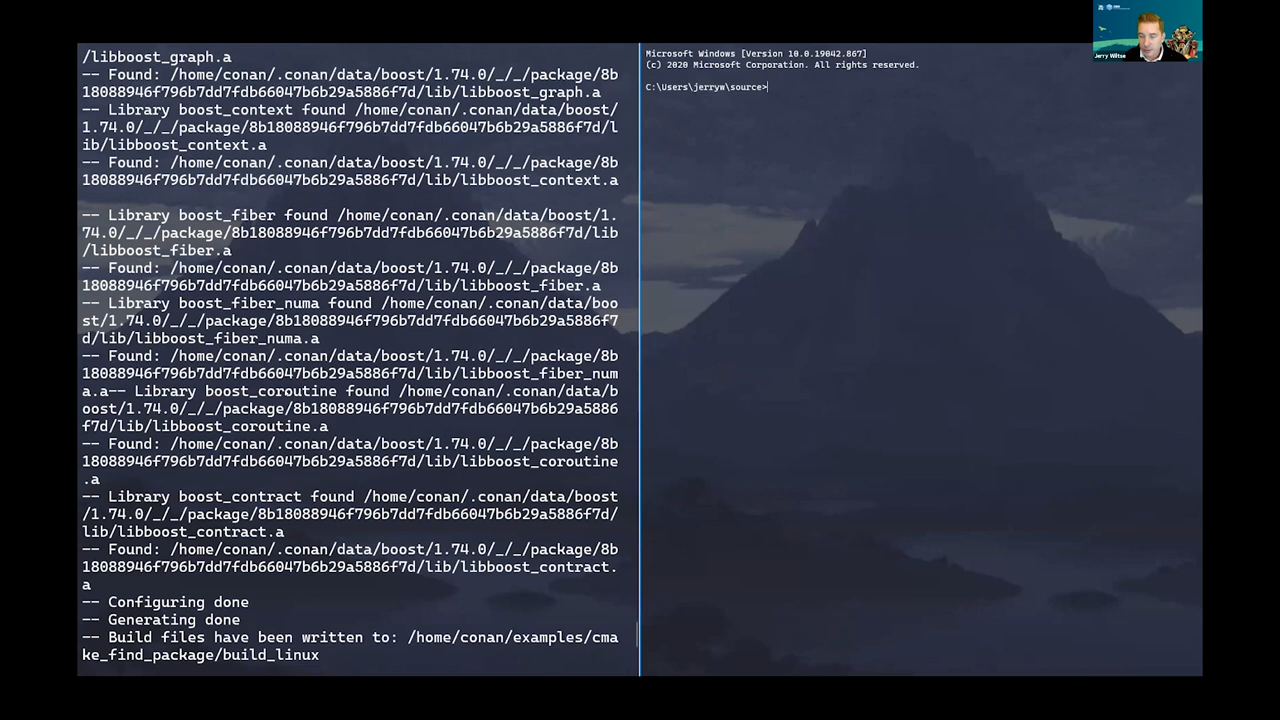 /libboost_graph.a
-- Found: /home/conan/.conan/data/boost/1.74.0/_/_/package/8b
18088946f796b7dd7fdb66047b6b29a5886f7d/lib/libboost_graph.a
-- Library boost_context found /home/conan/.conan/data/boost/
1.74.0/_/_/package/8b18088946f796b7dd7fdb66047b6b29a5886f7d/l
ib/libboost_context.a
-- Found: /home/conan/.conan/data/boost/1.74.0/_/_/package/8b
18088946f796b7dd7fdb66047b6b29a5886f7d/lib/libboost_context.a
-- Library boost_fiber found /home/conan/.conan/data/boost/1.
74.0/_/_/package/8b18088946f796b7dd7fdb66047b6b29a5886f7d/lib
/libboost_fiber.a
-- Found: /home/conan/.conan/data/boost/1.74.0/_/_/package/8b
18088946f796b7dd7fdb66047b6b29a5886f7d/lib/libboost_fiber.a
-- Library boost_fiber_numa found /home/conan/.conan/data/boo
st/1.74.0/_/_/package/8b18088946f796b7dd7fdb66047b6b29a5886f7
d/lib/libboost_fiber_numa.a
-- Found: /home/conan/.conan/data/boost/1.74.0/_/_/package/8b
18088946f796b7dd7fdb66047b6b29a5886f7d/lib/libboost_fiber_num
a.a-- Library boost_coroutine found /home/conan/.conan/data/b
oost/1.74.0/_/_/package/8b18088946f796b7dd7fdb66047b6b29a5886
f7d/lib/libboost_coroutine.a
-- Found: /home/conan/.conan/data/boost/1.74.0/_/_/package/8b
18088946f796b7dd7fdb66047b6b29a5886f7d/lib/libboost_coroutine
.a
-- Library boost_contract found /home/conan/.conan/data/boost
/1.74.0/_/_/package/8b18088946f796b7dd7fdb66047b6b29a5886f7d/
lib/libboost_contract.a
-- Found: /home/conan/.conan/data/boost/1.74.0/_/_/package/8b
18088946f796b7dd7fdb66047b6b29a5886f7d/lib/libboost_contract.
a
-- Configuring done
-- Generating done
-- Build files have been written to: /home/conan/examples/cma
ke_find_package/build_linux
Microsoft Windows [Version 10.0.19042.867]
(c) 2020 Microsoft Corporation. All rights reserved.
C:\Users\jerryw\source>
Jerry Wiltse